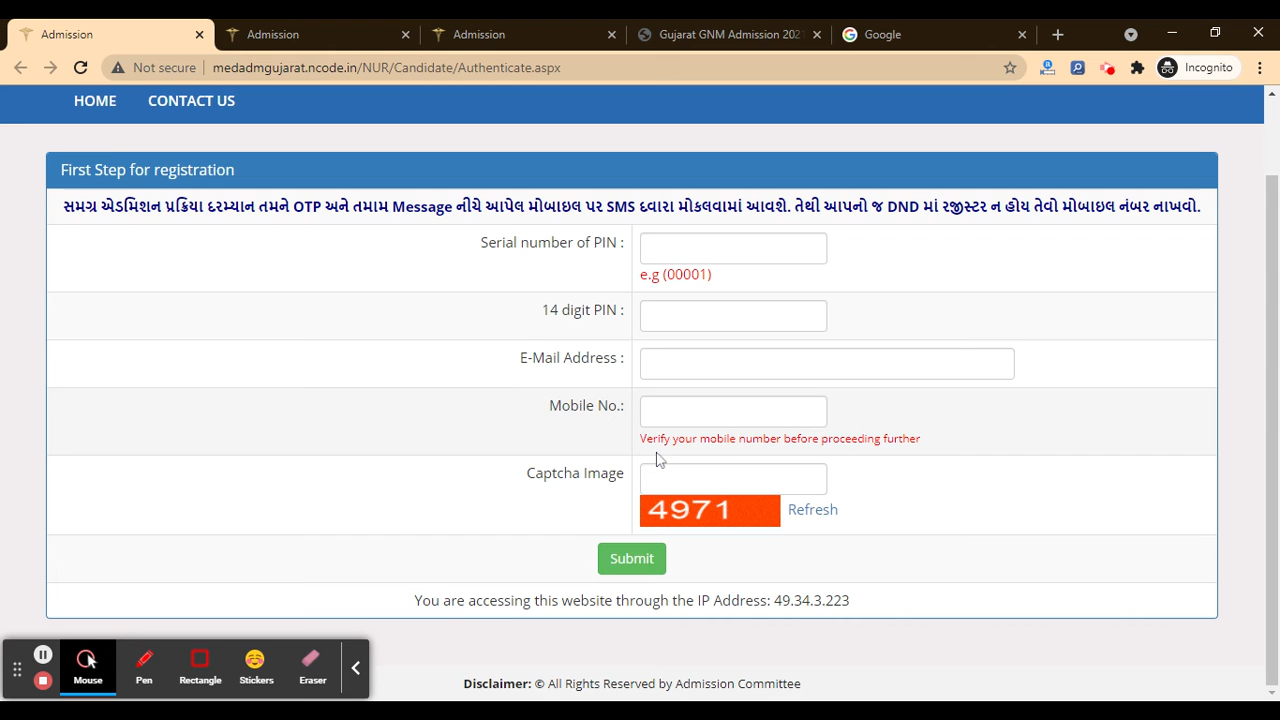 Admission
Admission
Admission
Gujarat GNM Admission 2021
Google
Not secure
medadmgujarat.ncode.in/NUR/Candidate/Authenticate.aspx
Incognito
HOME
CONTACT US
First Step for registration
સમગ્ર એડમિશન પ્રક્રિયા દરમ્યાન તમને OTP અને તમામ Message નીચે આપેલ મોબાઇલ પર SMS દ્વારા મોકલવામાં આવશે. તેથી આપનો જ DND માં રજીસ્ટર ન હોય તેવો મોબાઇલ નંબર નાખવો.
Serial number of PIN :
e.g (00001)
14 digit PIN :
E-Mail Address :
Mobile No.:
Verify your mobile number before proceeding further
Captcha Image
4971
Refresh
Submit
You are accessing this website through the IP Address: 49.34.3.223
Mouse
Pen
Rectangle
Stickers
Eraser
Disclaimer: © All Rights Reserved by Admission Committee